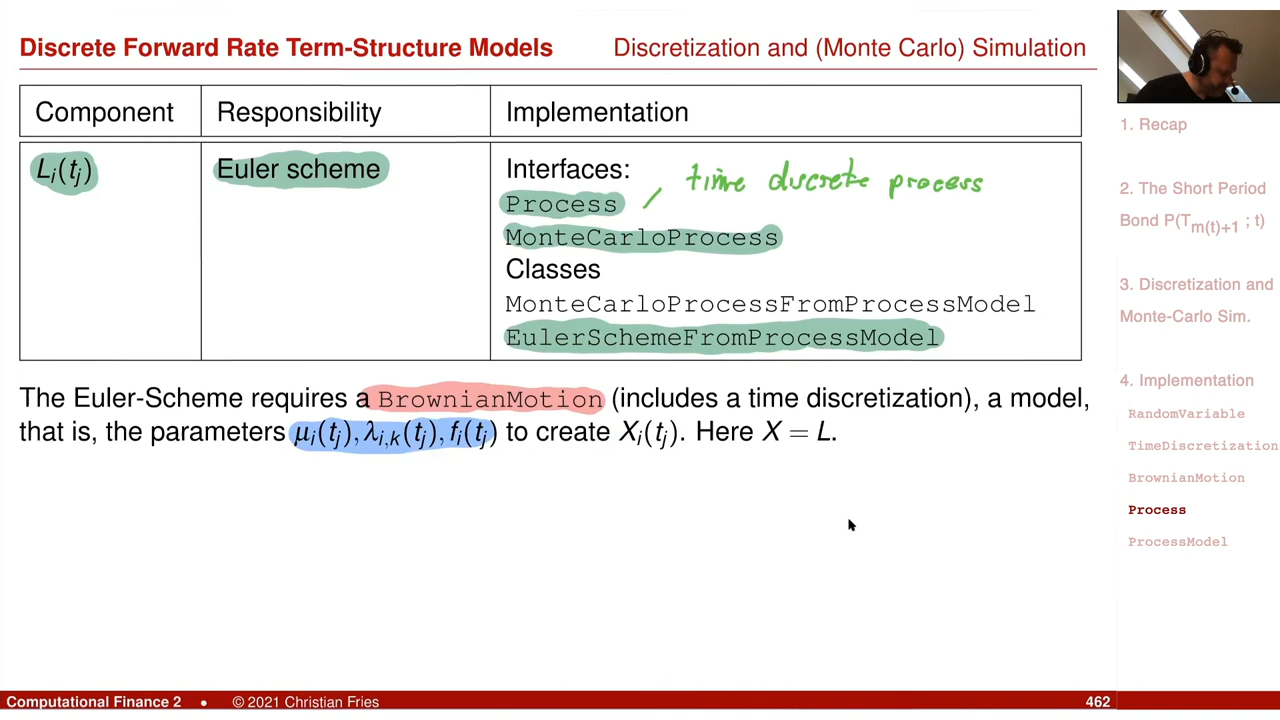 Discrete Forward Rate Term-Structure Models
Discretization and (Monte Carlo) Simulation
Component
Responsibility
Implementation
Lᵢ(tⱼ)
Euler scheme
Interfaces:
time discrete process
Process
MonteCarloProcess
Classes
MonteCarloProcessFromProcessModel
EulerSchemeFromProcessModel
The Euler-Scheme requires a BrownianMotion (includes a time discretization), a model,
that is, the parameters μᵢ(tⱼ), λᵢ,ₖ(tⱼ), fᵢ(tⱼ) to create Xᵢ(tⱼ). Here X = L.
1. Recap
2. The Short Period
Bond P(T_m(t)+1 ; t)
3. Discretization and
Monte-Carlo Sim.
4. Implementation
RandomVariable
TimeDiscretization
BrownianMotion
Process
ProcessModel
Computational Finance 2 • © 2021 Christian Fries
462